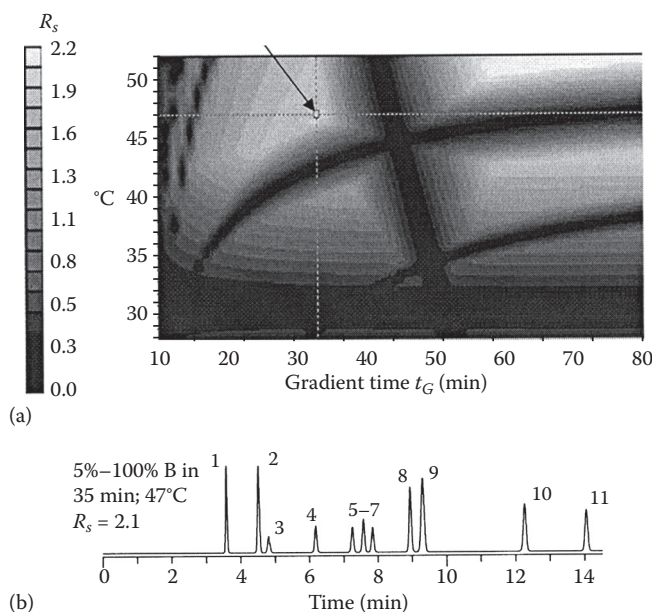 Rs
2.2
1.9
1.6
1.3
1.1
0.8
0.5
0.3
0.0
°C
50
45
40
35
30
10 20 30 40 50 60 70 80
Gradient time tG (min)
(a)
5%–100% B in
35 min; 47°C
Rs = 2.1
1 2 3 4 5–7 8 9 10 11
0 2 4 6 8 10 12 14
Time (min)
(b)